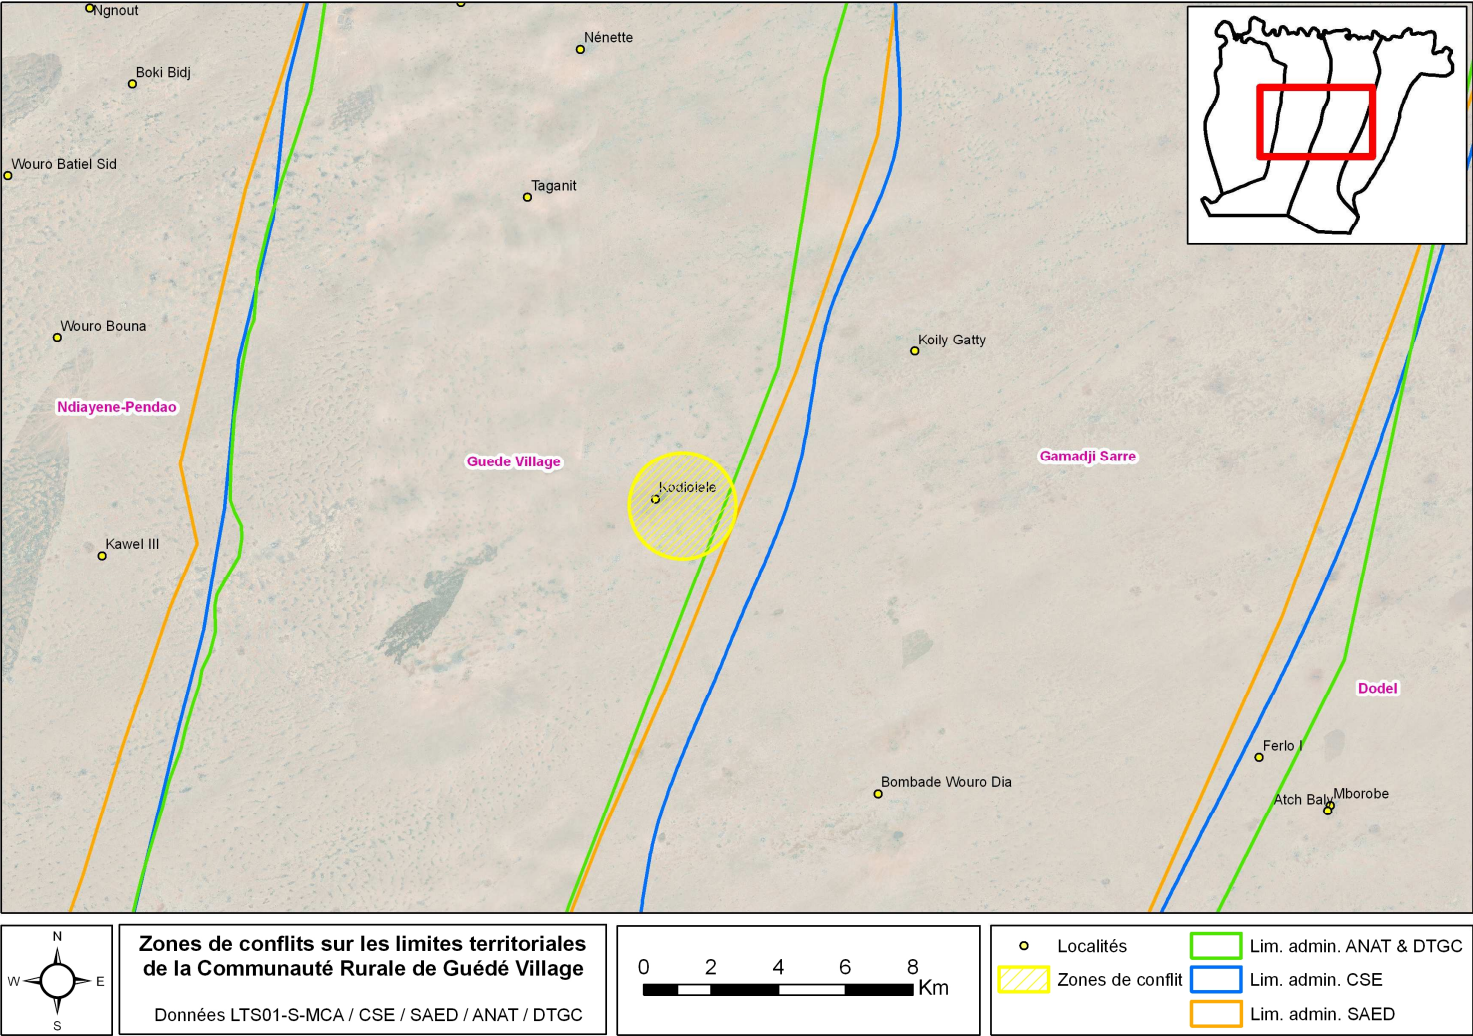 Ngnout
Nénette
Boki Bidj
Wouro Batiel Sid
Taganit
Wouro Bouna
Koily Gatty
Ndiayene-Pendao
Guede Village
Gamadji Sarre
Kodiolele
Kawel III
Dodel
Ferlo I
Bombade Wouro Dia
Atch Baly
Mborobe
N
W E
S
Zones de conflits sur les limites territoriales
de la Communauté Rurale de Guédé Village
Données LTS01-S-MCA / CSE / SAED / ANAT / DTGC
0 2 4 6 8
Km
Localités
Zones de conflit
Lim. admin. ANAT & DTGC
Lim. admin. CSE
Lim. admin. SAED